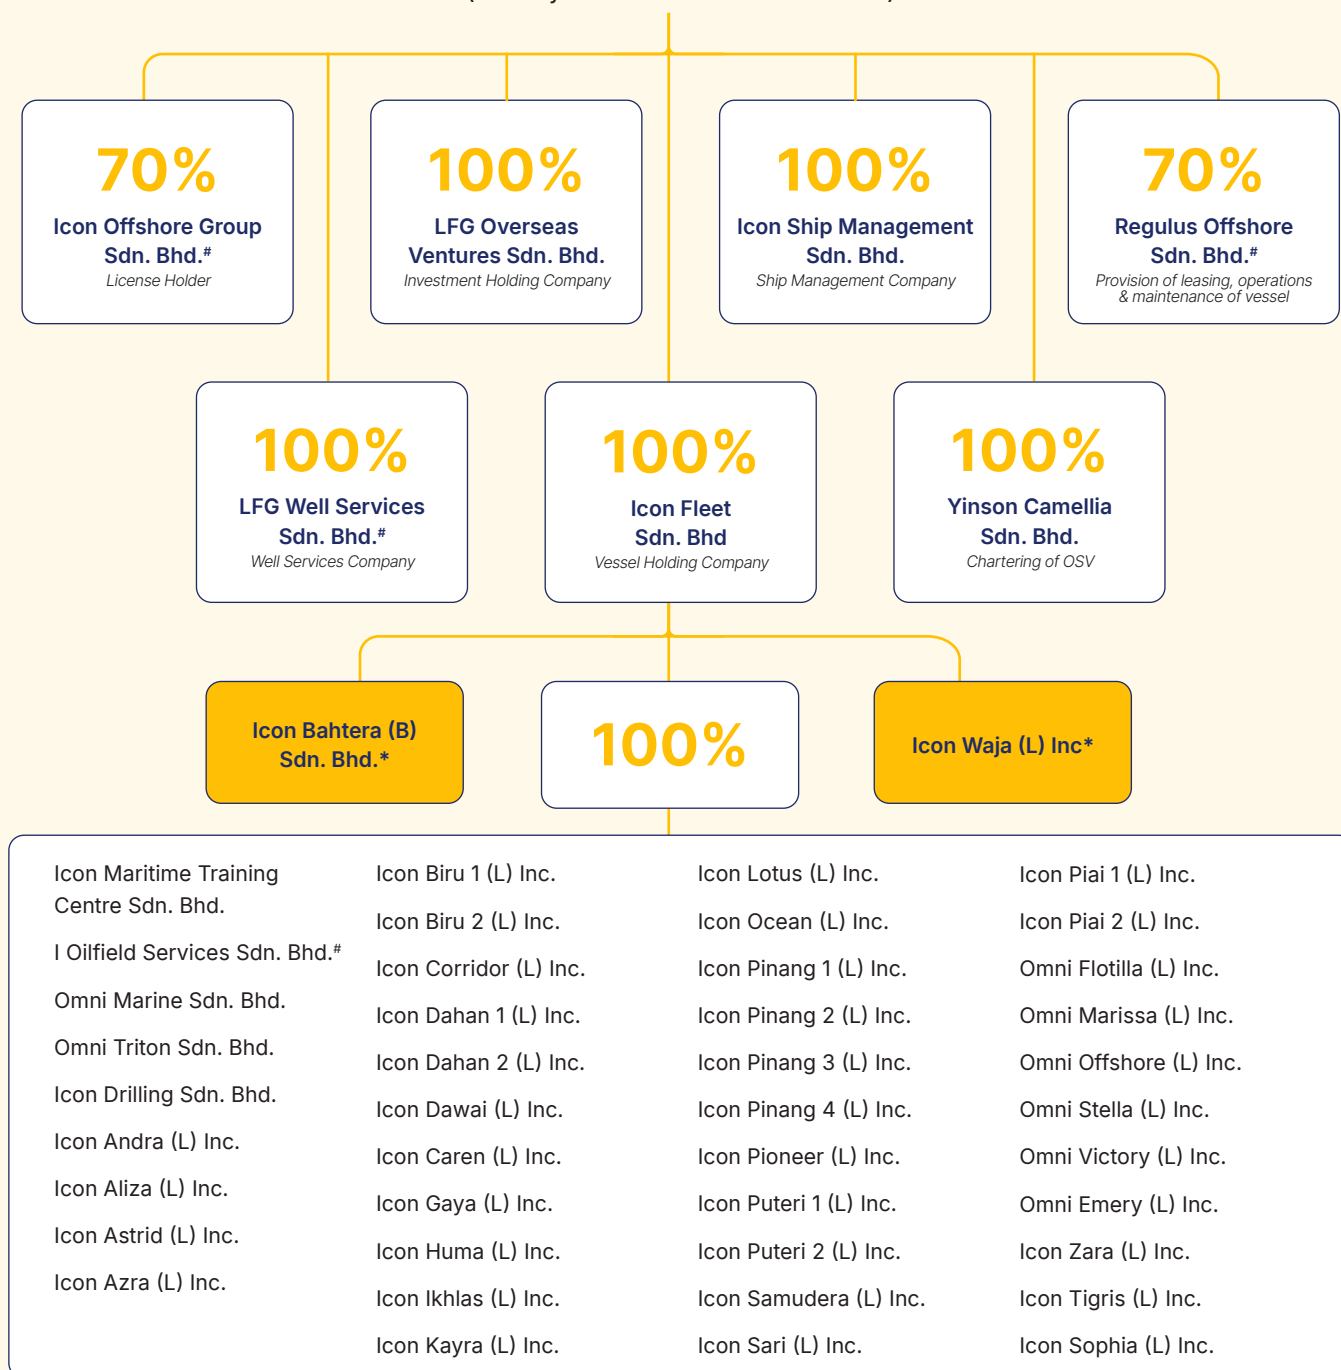 70%
Icon Offshore Group
Sdn. Bhd.#
License Holder
100%
LFG Overseas
Ventures Sdn. Bhd.
Investment Holding Company
100%
Icon Ship Management
Sdn. Bhd.
Ship Management Company
70%
Regulus Offshore
Sdn. Bhd.#
Provision of leasing, operations
& maintenance of vessel
100%
LFG Well Services
Sdn. Bhd.#
Well Services Company
100%
Icon Fleet
Sdn. Bhd
Vessel Holding Company
100%
Yinson Camellia
Sdn. Bhd.
Chartering of OSV
Icon Bahtera (B)
Sdn. Bhd.*
100%
Icon Waja (L) Inc*
Icon Maritime Training
Centre Sdn. Bhd.
I Oilfield Services Sdn. Bhd.#
Omni Marine Sdn. Bhd.
Omni Triton Sdn. Bhd.
Icon Drilling Sdn. Bhd.
Icon Andra (L) Inc.
Icon Aliza (L) Inc.
Icon Astrid (L) Inc.
Icon Azra (L) Inc.
Icon Biru 1 (L) Inc.
Icon Biru 2 (L) Inc.
Icon Corridor (L) Inc.
Icon Dahan 1 (L) Inc.
Icon Dahan 2 (L) Inc.
Icon Dawai (L) Inc.
Icon Caren (L) Inc.
Icon Gaya (L) Inc.
Icon Huma (L) Inc.
Icon Ikhlas (L) Inc.
Icon Kayra (L) Inc.
Icon Lotus (L) Inc.
Icon Ocean (L) Inc.
Icon Pinang 1 (L) Inc.
Icon Pinang 2 (L) Inc.
Icon Pinang 3 (L) Inc.
Icon Pinang 4 (L) Inc.
Icon Pioneer (L) Inc.
Icon Puteri 1 (L) Inc.
Icon Puteri 2 (L) Inc.
Icon Samudera (L) Inc.
Icon Sari (L) Inc.
Icon Piai 1 (L) Inc.
Icon Piai 2 (L) Inc.
Omni Flotilla (L) Inc.
Omni Marissa (L) Inc.
Omni Offshore (L) Inc.
Omni Stella (L) Inc.
Omni Victory (L) Inc.
Omni Emery (L) Inc.
Icon Zara (L) Inc.
Icon Tigris (L) Inc.
Icon Sophia (L) Inc.